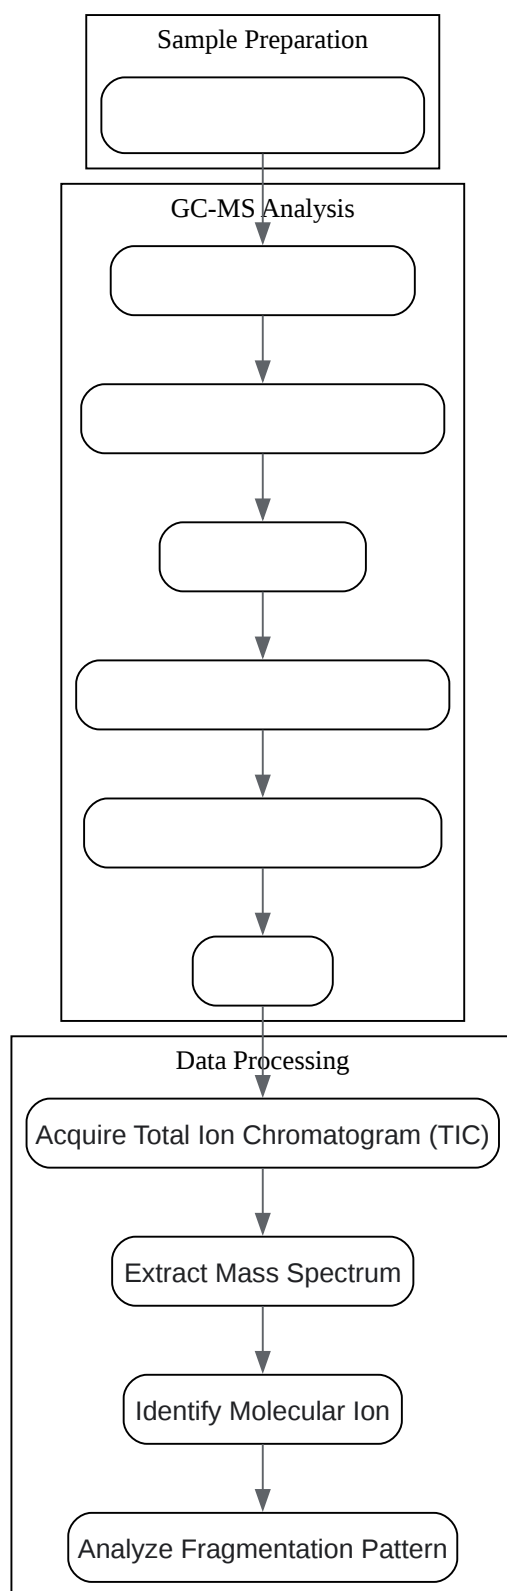 Sample Preparation
GC-MS Analysis
Data Processing
Acquire Total Ion Chromatogram (TIC)
Extract Mass Spectrum
Identify Molecular Ion
Analyze Fragmentation Pattern